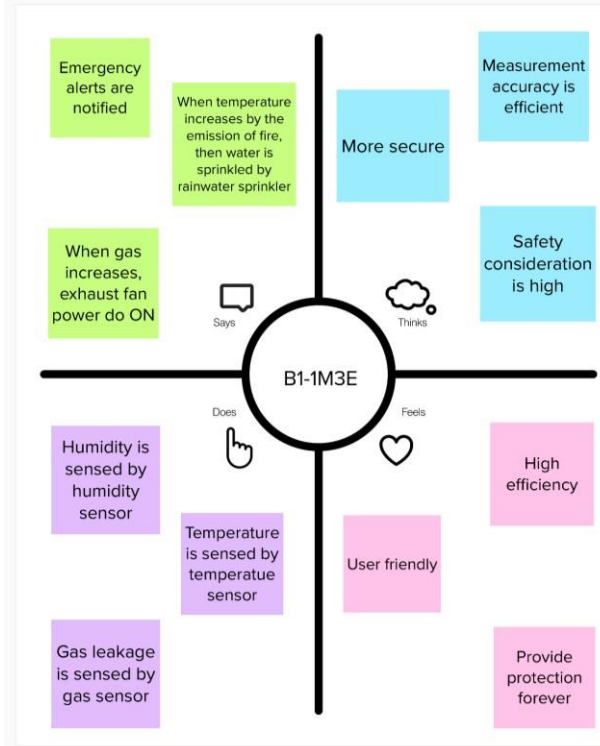 Emergency
alerts are
notified
When temperature
increases by the
emission of fire,
then water is
sprinkled by
rainwater sprinkler
When gas
increases,
exhaust fan
power do ON
Says
More secure
Measurement
accuracy is
efficient
Safety
consideration
is high
Thinks
B1-1M3E
Does
Humidity is
sensed by
humidity
sensor
Temperature
is sensed by
temperatue
sensor
Gas leakage
is sensed by
gas sensor
Feels
High
efficiency
User friendly
Provide
protection
forever